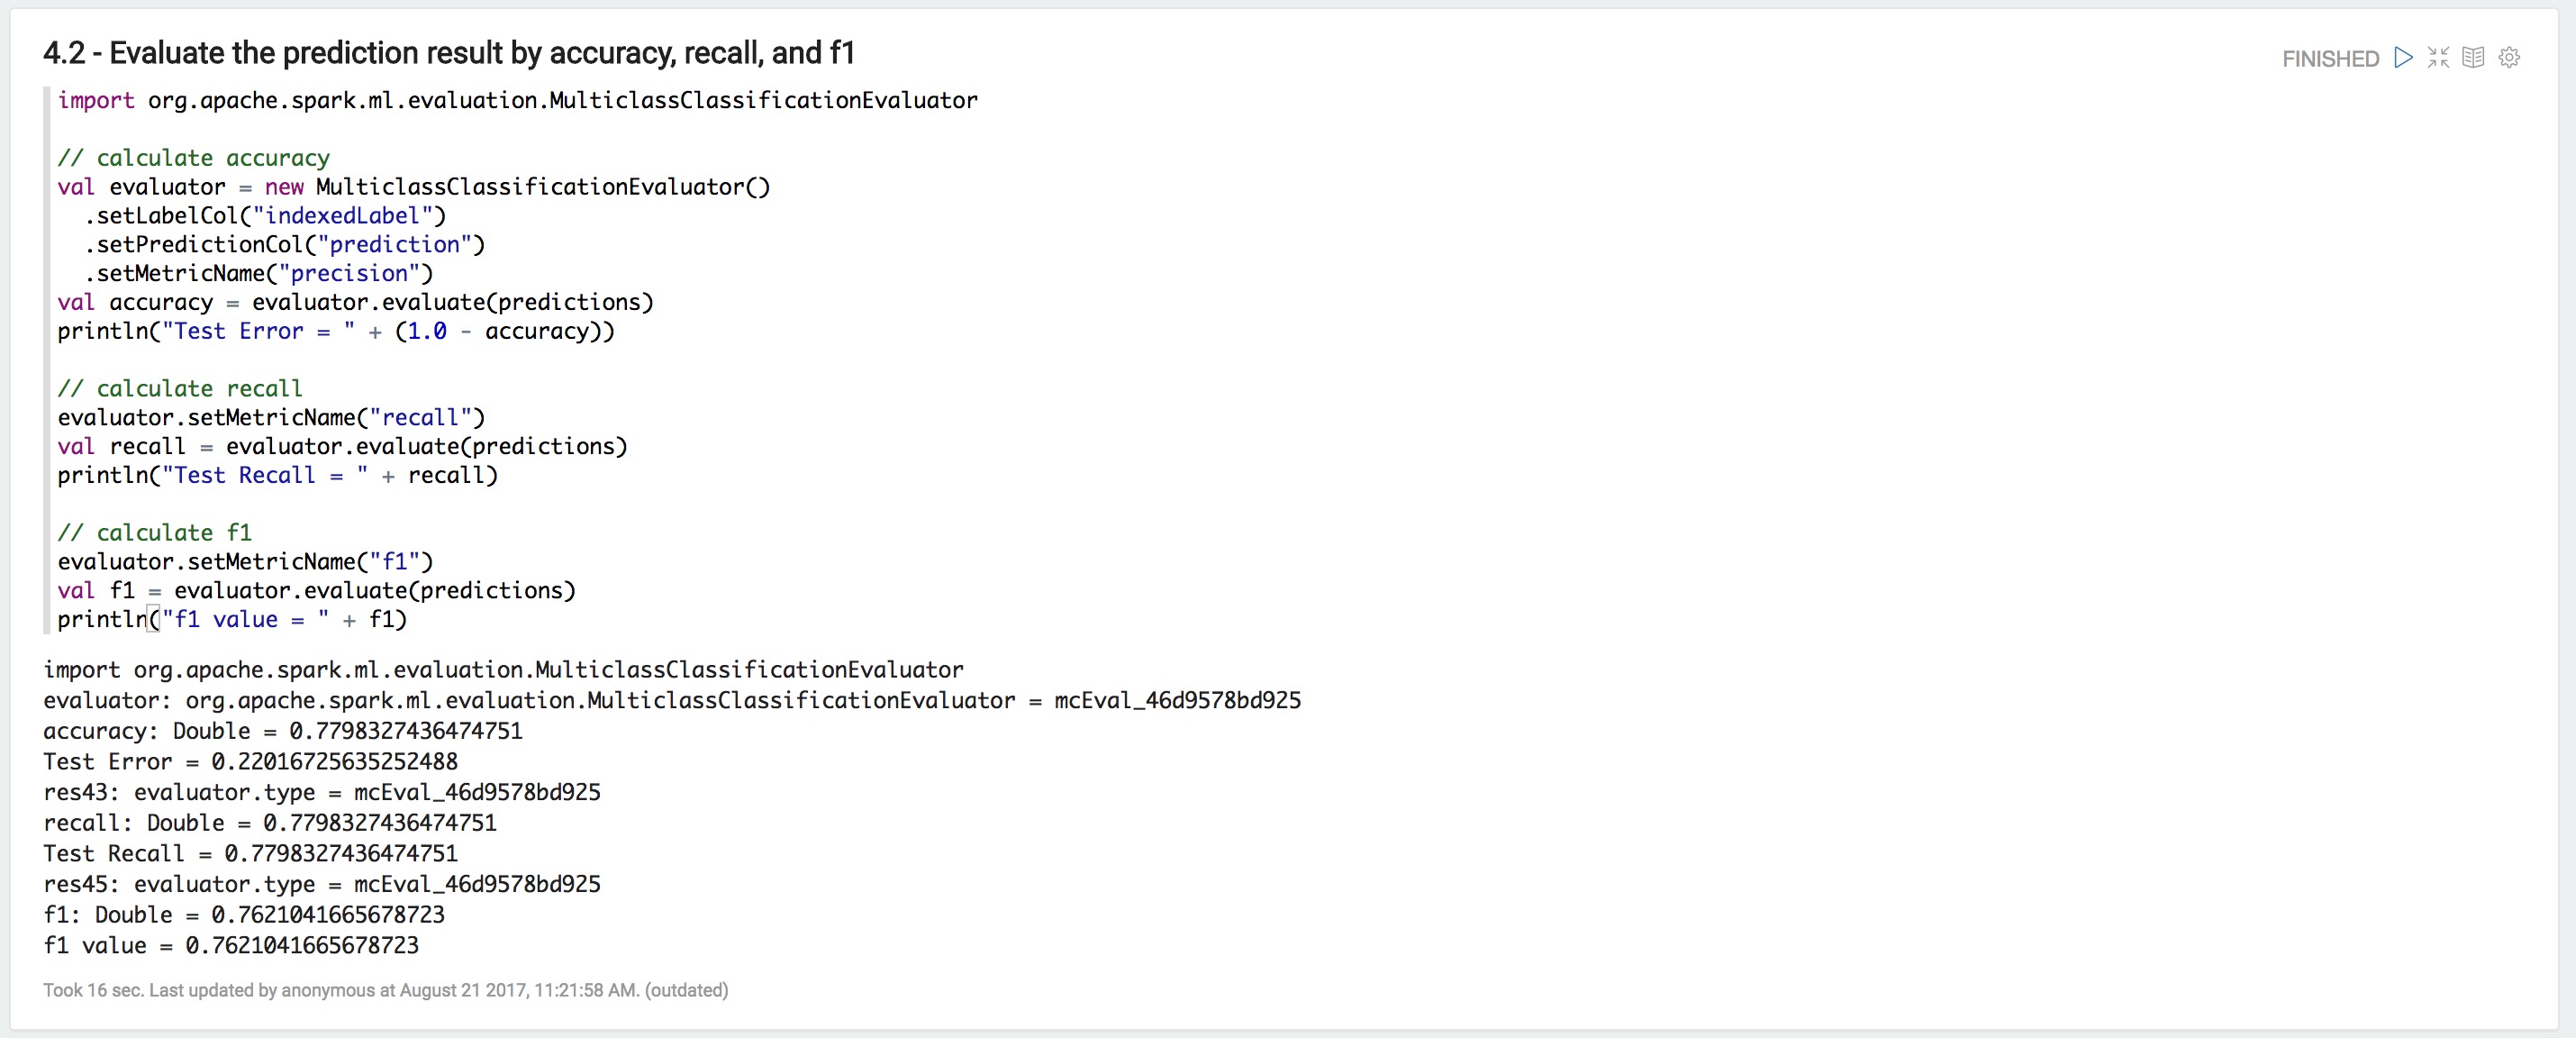 4.2 - Evaluate the prediction result by accuracy, recall, and f1
FINISHED
import org.apache.spark.ml.evaluation.MulticlassClassificationEvaluator
// calculate accuracy
val evaluator = new MulticlassClassificationEvaluator()
.setLabelCol("indexedLabel")
.setPredictionCol("prediction")
.setMetricName("precision")
val accuracy = evaluator.evaluate(predictions)
println("Test Error = " + (1.0 - accuracy))
// calculate recall
evaluator.setMetricName("recall")
val recall = evaluator.evaluate(predictions)
println("Test Recall = " + recall)
// calculate f1
evaluator.setMetricName("f1")
val f1 = evaluator.evaluate(predictions)
println("f1 value = " + f1)
import org.apache.spark.ml.evaluation.MulticlassClassificationEvaluator
evaluator: org.apache.spark.ml.evaluation.MulticlassClassificationEvaluator = mcEval_46d9578bd925
accuracy: Double = 0.7798327436474751
Test Error = 0.22016725635252488
res43: evaluator.type = mcEval_46d9578bd925
recall: Double = 0.7798327436474751
Test Recall = 0.7798327436474751
res45: evaluator.type = mcEval_46d9578bd925
f1: Double = 0.7621041665678723
f1 value = 0.7621041665678723
Took 16 sec. Last updated by anonymous at August 21 2017, 11:21:58 AM. (outdated)